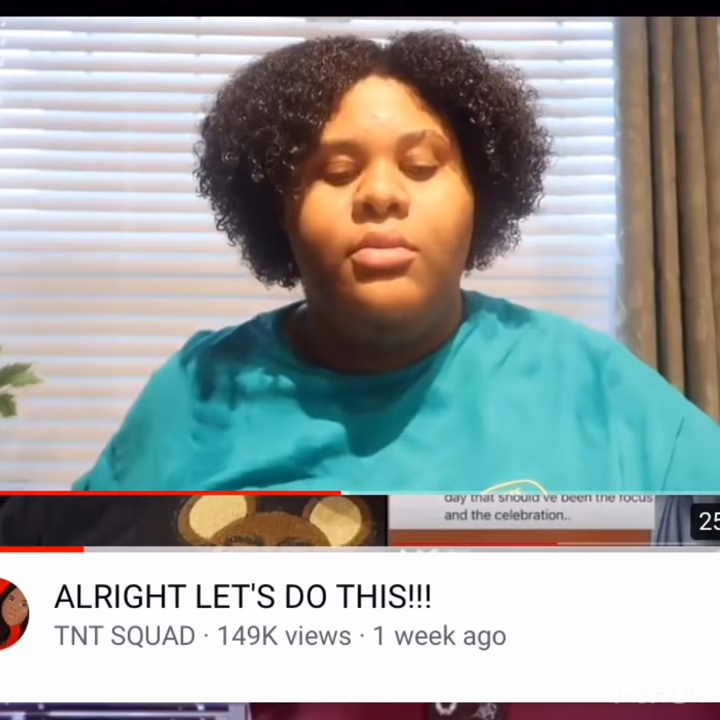 day that should've been the focus
and the celebration..
25
ALRIGHT LET'S DO THIS!!!
TNT SQUAD · 149K views · 1 week ago